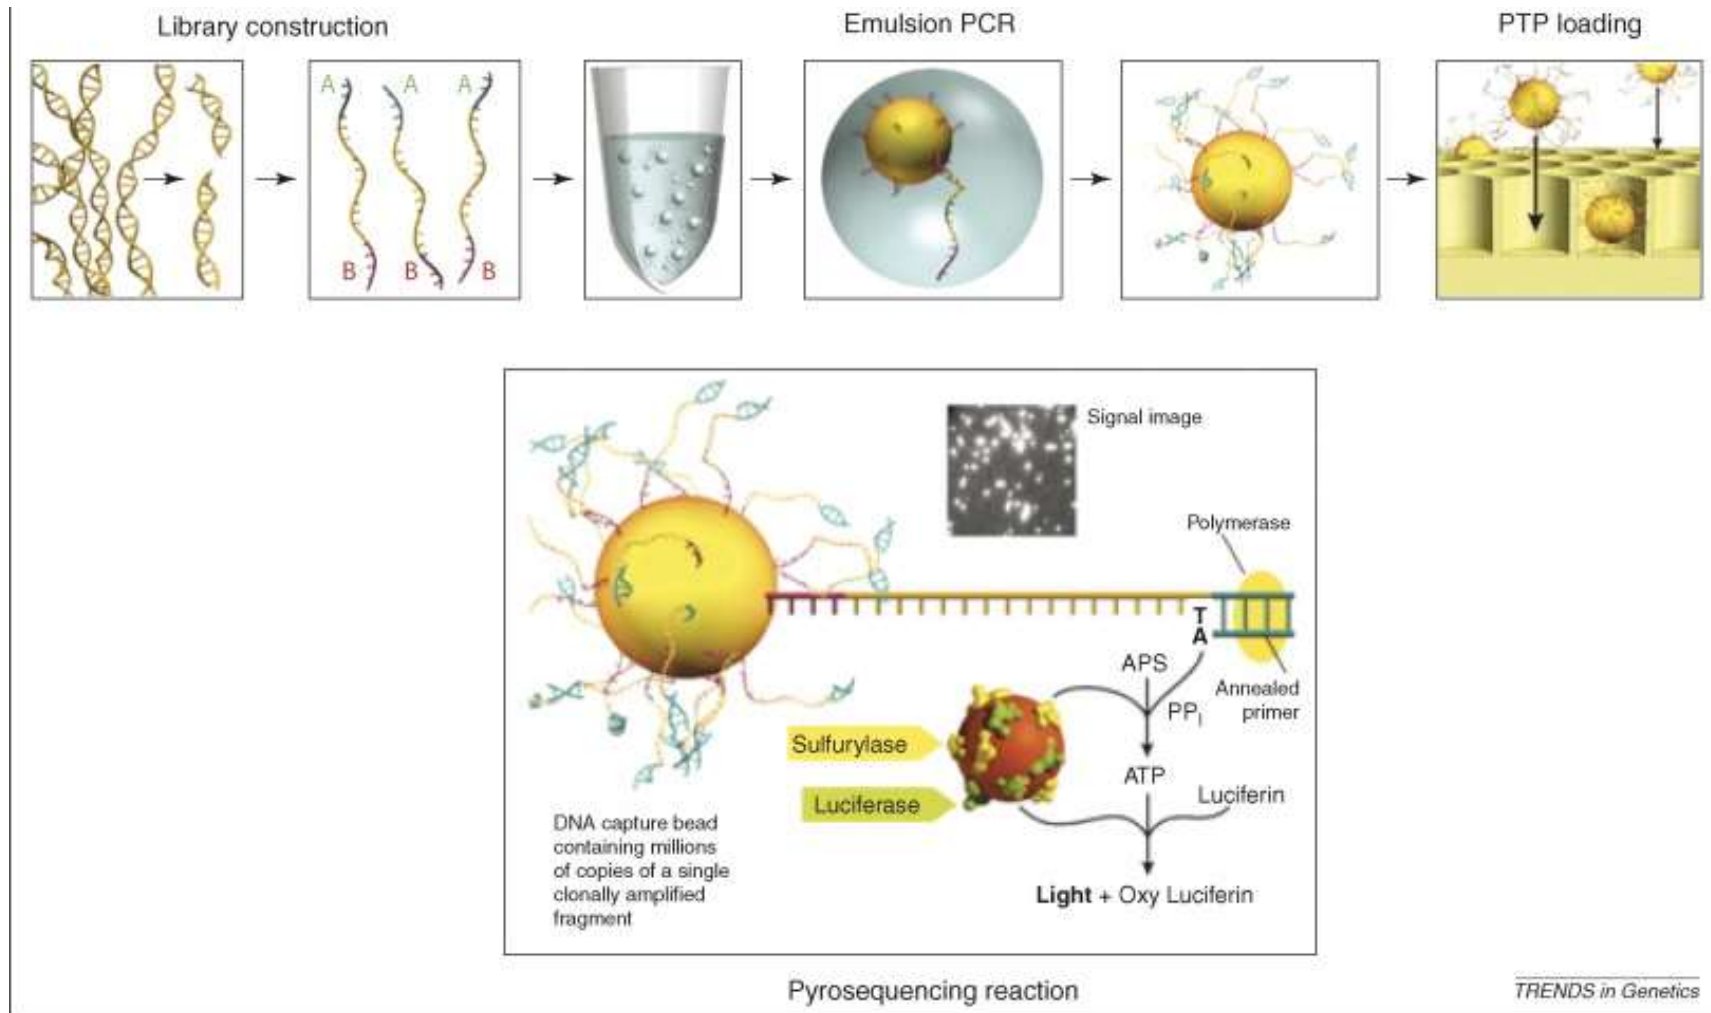 Library construction
Emulsion PCR
PTP loading
A A A
B B B
Signal image
Polymerase
T
A
APS
Annealed
primer
PPI
Sulfurylase
ATP
Luciferin
Luciferase
DNA capture bead
containing millions
of copies of a single
clonally amplified
fragment
Light + Oxy Luciferin
Pyrosequencing reaction
TRENDS in Genetics